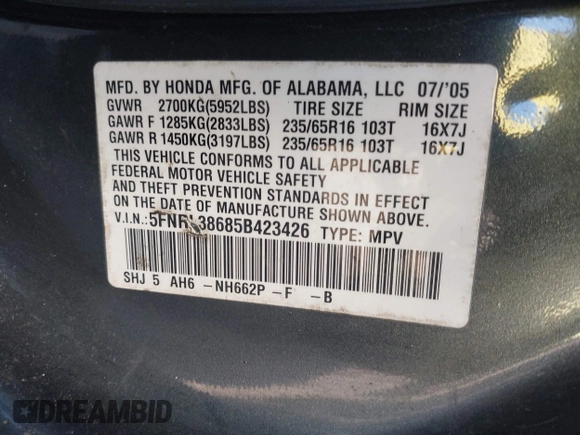 MFD. BY HONDA MFG. OF ALABAMA, LLC 07/'05
GVWR 2700KG(5952LBS) TIRE SIZE RIM SIZE
GAWR F 1285KG(2833LBS) 235/65R16 103T 16X7J
GAWR R 1450KG(3197LBS) 235/65R16 103T 16X7J
THIS VEHICLE CONFORMS TO ALL APPLICABLE
FEDERAL MOTOR VEHICLE SAFETY
AND THEFT PREVENTION STANDARDS IN EFFECT
ON THE DATE OF MANUFACTURE SHOWN ABOVE.
V.I.N.: TYPE: MPV
SHJ 5 AH6 -NH662P -F -B
DREAMBID